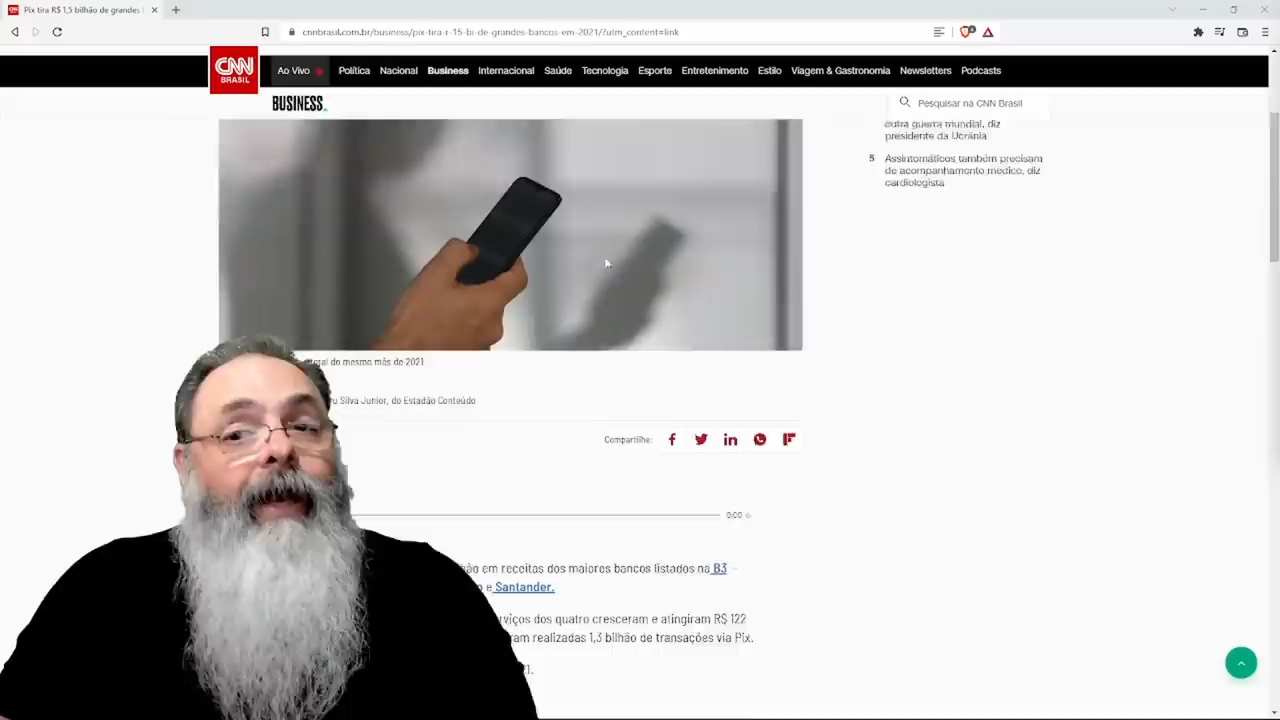 Pix tira R$ 1,5 bilhão de grandes
cnnbrasil.com.br/business/pix-tira-r-15-bi-de-grandes-bancos-em-2021/?utm_content=link
CNN
BRASIL
Ao Vivo
Política Nacional Business Internacional Saúde Tecnologia Esporte Entretenimento Estilo Viagem & Gastronomia Newsletters Podcasts
BUSINESS.
Pesquisar na CNN Brasil
outra guerra mundial, diz
presidente da Ucrânia
5 Assintomáticos também precisam
de acompanhamento médico, diz
cardiologista
do mesmo mês de 2021
Silva Junior, do Estadão Conteúdo
Compartilhe:
0:00
em receitas dos maiores bancos listados na B3 –
e Santander.
dos quatro cresceram e atingiram R$ 122
realizadas 1,3 bilhão de transações via Pix.